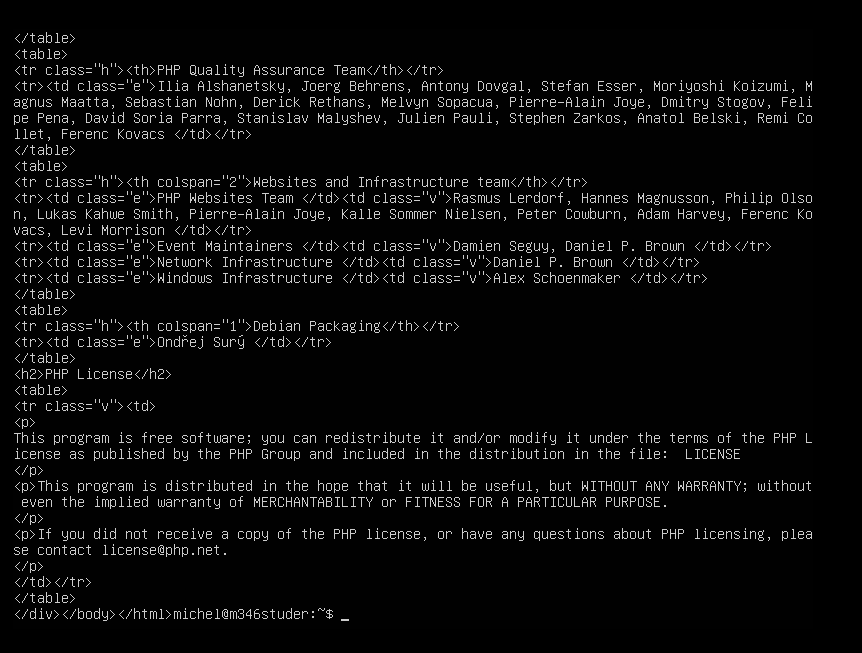 </table>
<table>
<tr class="h"><th>PHP Quality Assurance Team</th></tr>
<tr><td class="e">Ilia Alshanetsky, Joerg Behrens, Antony Dovgal, Stefan Esser, Moriyoshi Koizumi, M
agnus Maatta, Sebastian Nohn, Derick Rethans, Melvyn Sopacua, Pierre-Alain Joye, Dmitry Stogov, Feli
pe Pena, David Soria Parra, Stanislav Malyshev, Julien Pauli, Stephen Zarkos, Anatol Belski, Remi Co
llet, Ferenc Kovacs </td></tr>
</table>
<table>
<tr class="h"><th colspan="2">Websites and Infrastructure team</th></tr>
<tr><td class="e">PHP Websites Team </td><td class="v">Rasmus Lerdorf, Hannes Magnusson, Philip Olso
n, Lukas Kahwe Smith, Pierre-Alain Joye, Kalle Sommer Nielsen, Peter Cowburn, Adam Harvey, Ferenc Ko
vacs, Levi Morrison </td></tr>
<tr><td class="e">Event Maintainers </td><td class="v">Damien Seguy, Daniel P. Brown </td></tr>
<tr><td class="e">Network Infrastructure </td><td class="v">Daniel P. Brown </td></tr>
<tr><td class="e">Windows Infrastructure </td><td class="v">Alex Schoenmaker </td></tr>
</table>
<table>
<tr class="h"><th colspan="1">Debian Packaging</th></tr>
<tr><td class="e">Ondřej Surý </td></tr>
</table>
<h2>PHP License</h2>
<table>
<tr class="v"><td>
<p>
This program is free software; you can redistribute it and/or modify it under the terms of the PHP L
icense as published by the PHP Group and included in the distribution in the file:  LICENSE
</p>
<p>This program is distributed in the hope that it will be useful, but WITHOUT ANY WARRANTY; without
 even the implied warranty of MERCHANTABILITY or FITNESS FOR A PARTICULAR PURPOSE.
</p>
<p>If you did not receive a copy of the PHP license, or have any questions about PHP licensing, plea
se contact license@php.net.
</p>
</td></tr>
</table>
</div></body></html>michel@m346studer:~$ _